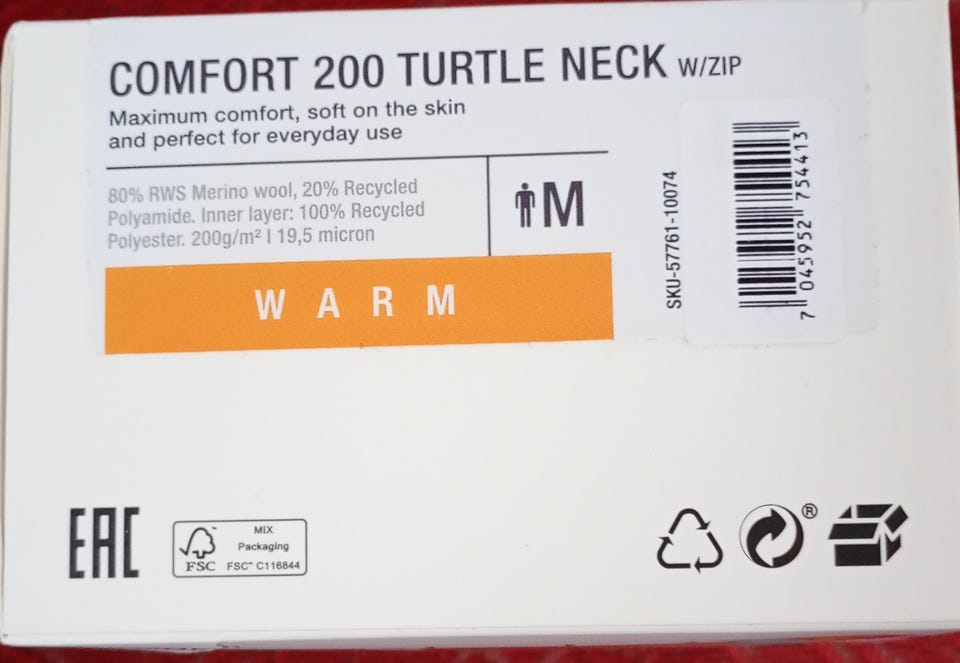 COMFORT 200 TURTLE NECK W/ZIP
Maximum comfort, soft on the skin
and perfect for everyday use
80% RWS Merino wool, 20% Recycled
Polyamide. Inner layer: 100% Recycled
Polyester. 200g/m² | 19,5 micron
M
WARM
SKU-57761-10074
7 045952 754413
EAC
FSC™
MIX
Packaging
FSC™ C116844
®